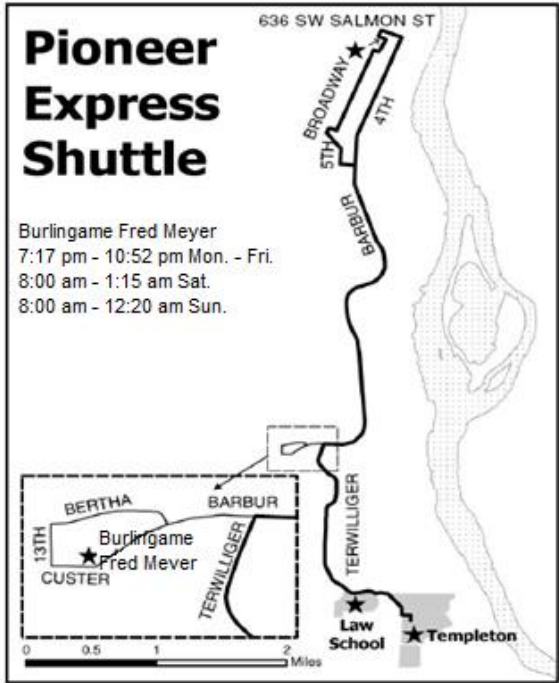 636 SW SALMON ST
Pioneer
Express
Shuttle
BROADWAY
4TH
5TH
BARBUR
Burlingame Fred Meyer
7:17 pm - 10:52 pm Mon. - Fri.
8:00 am - 1:15 am Sat.
8:00 am - 12:20 am Sun.
TERWILLIGER
BERTHA
BARBUR
13TH
Burlingame
Fred Meyer
CUSTER
TERWILLIGER
Law
School
Templeton
0 0.5 1 2
Miles